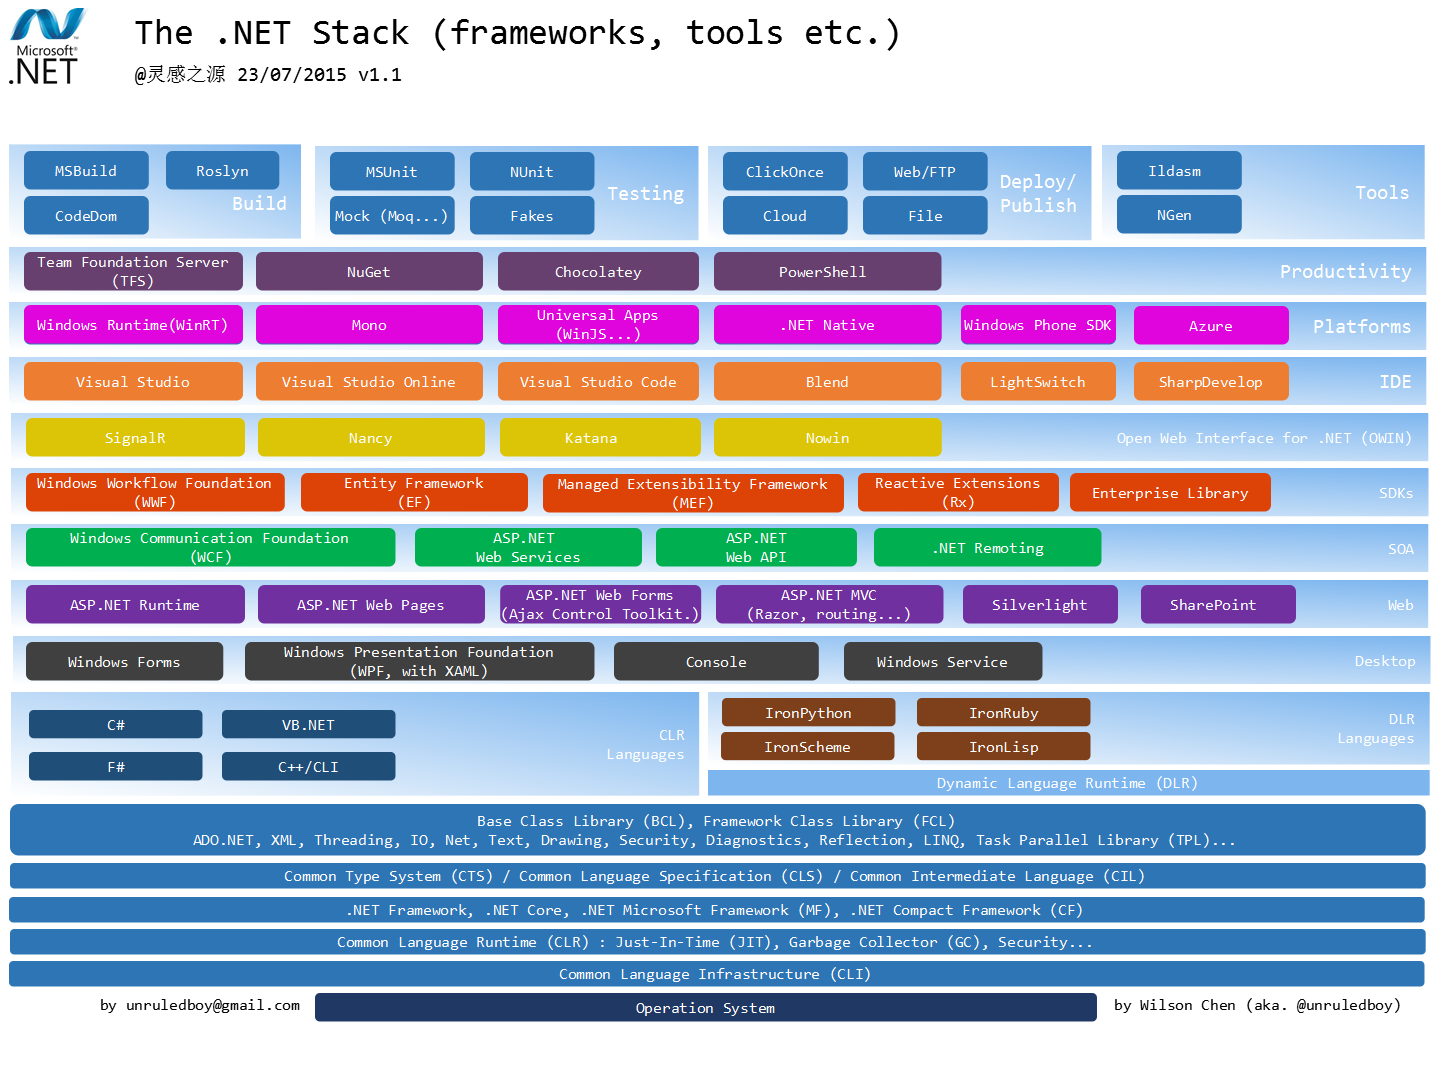 Microsoft®
.NET
The .NET Stack (frameworks, tools etc.)
@灵感之源 23/07/2015 v1.1
MSBuild
Roslyn
CodeDom
Build
MSUnit
NUnit
Mock (Moq...)
Fakes
Testing
ClickOnce
Web/FTP
Cloud
File
Deploy/
Publish
Ildasm
NGen
Tools
Team Foundation Server
(TFS)
NuGet
Chocolatey
PowerShell
Productivity
Windows Runtime(WinRT)
Mono
Universal Apps
(WinJS...)
.NET Native
Windows Phone SDK
Azure
Platforms
Visual Studio
Visual Studio Online
Visual Studio Code
Blend
LightSwitch
SharpDevelop
IDE
SignalR
Nancy
Katana
Nowin
Open Web Interface for .NET (OWIN)
Windows Workflow Foundation
(WWF)
Entity Framework
(EF)
Managed Extensibility Framework
(MEF)
Reactive Extensions
(Rx)
Enterprise Library
SDKs
Windows Communication Foundation
(WCF)
ASP.NET
Web Services
ASP.NET
Web API
.NET Remoting
SOA
ASP.NET Runtime
ASP.NET Web Pages
ASP.NET Web Forms
(Ajax Control Toolkit.)
ASP.NET MVC
(Razor, routing...)
Silverlight
SharePoint
Web
Windows Forms
Windows Presentation Foundation
(WPF, with XAML)
Console
Windows Service
Desktop
C#
VB.NET
F#
C++/CLI
CLR
Languages
IronPython
IronRuby
IronScheme
IronLisp
DLR
Languages
Dynamic Language Runtime (DLR)
Base Class Library (BCL), Framework Class Library (FCL)
ADO.NET, XML, Threading, IO, Net, Text, Drawing, Security, Diagnostics, Reflection, LINQ, Task Parallel Library (TPL)...
Common Type System (CTS) / Common Language Specification (CLS) / Common Intermediate Language (CIL)
.NET Framework, .NET Core, .NET Microsoft Framework (MF), .NET Compact Framework (CF)
Common Language Runtime (CLR) : Just-In-Time (JIT), Garbage Collector (GC), Security...
Common Language Infrastructure (CLI)
by unruledboy@gmail.com
Operation System
by Wilson Chen (aka. @unruledboy)